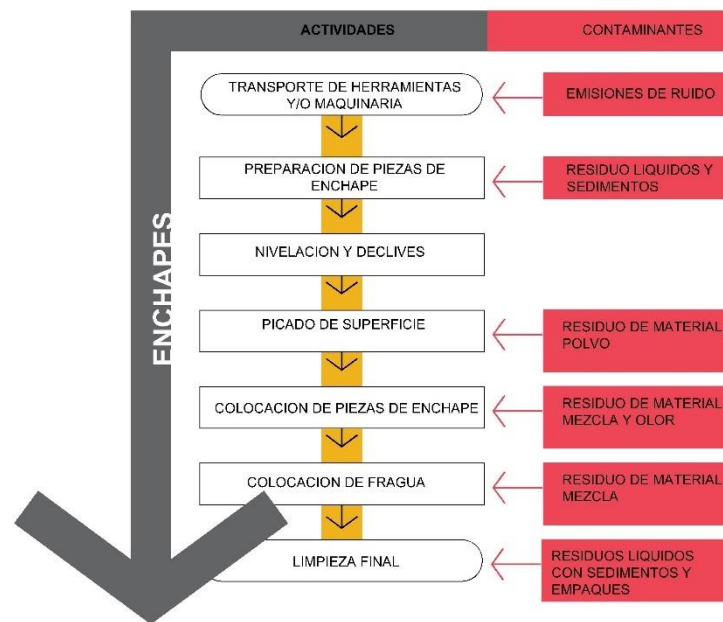 ACTIVIDADES
CONTAMINANTES
ENCHAPES
TRANSPORTE DE HERRAMIENTAS
Y/O MAQUINARIA
EMISIONES DE RUIDO
PREPARACION DE PIEZAS DE
ENCHAPE
RESIDUO LIQUIDOS Y
SEDIMENTOS
NIVELACION Y DECLIVES
PICADO DE SUPERFICIE
RESIDUO DE MATERIAL
POLVO
COLOCACION DE PIEZAS DE ENCHAPE
RESIDUO DE MATERIAL
MEZCLA Y OLOR
COLOCACION DE FRAGUA
RESIDUO DE MATERIAL
MEZCLA
LIMPIEZA FINAL
RESIDUOS LIQUIDOS
CON SEDIMENTOS Y
EMPAQUES